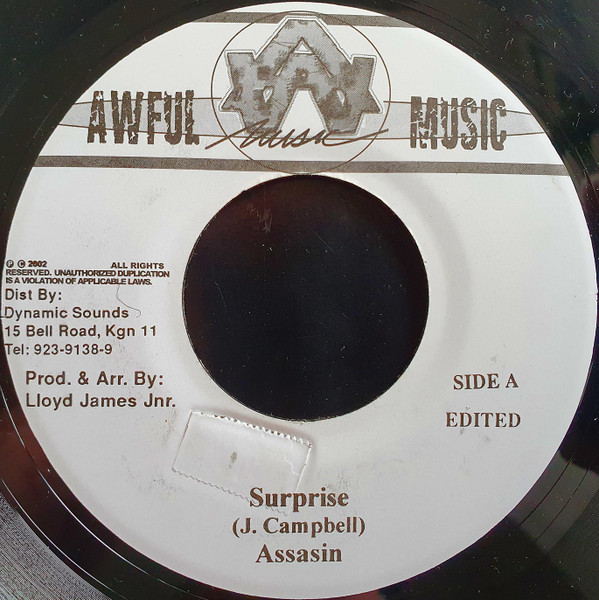 AWFUL MUSIC
Music
℗ © 2002 ALL RIGHTS
RESERVED. UNAUTHORIZED DUPLICATION
IS A VIOLATION OF APPLICABLE LAWS.
Dist By:
Dynamic Sounds
15 Bell Road, Kgn 11
Tel: 923-9138-9
Prod. & Arr. By:
Lloyd James Jnr.
SIDE A
EDITED
Surprise
(J. Campbell)
Assasin